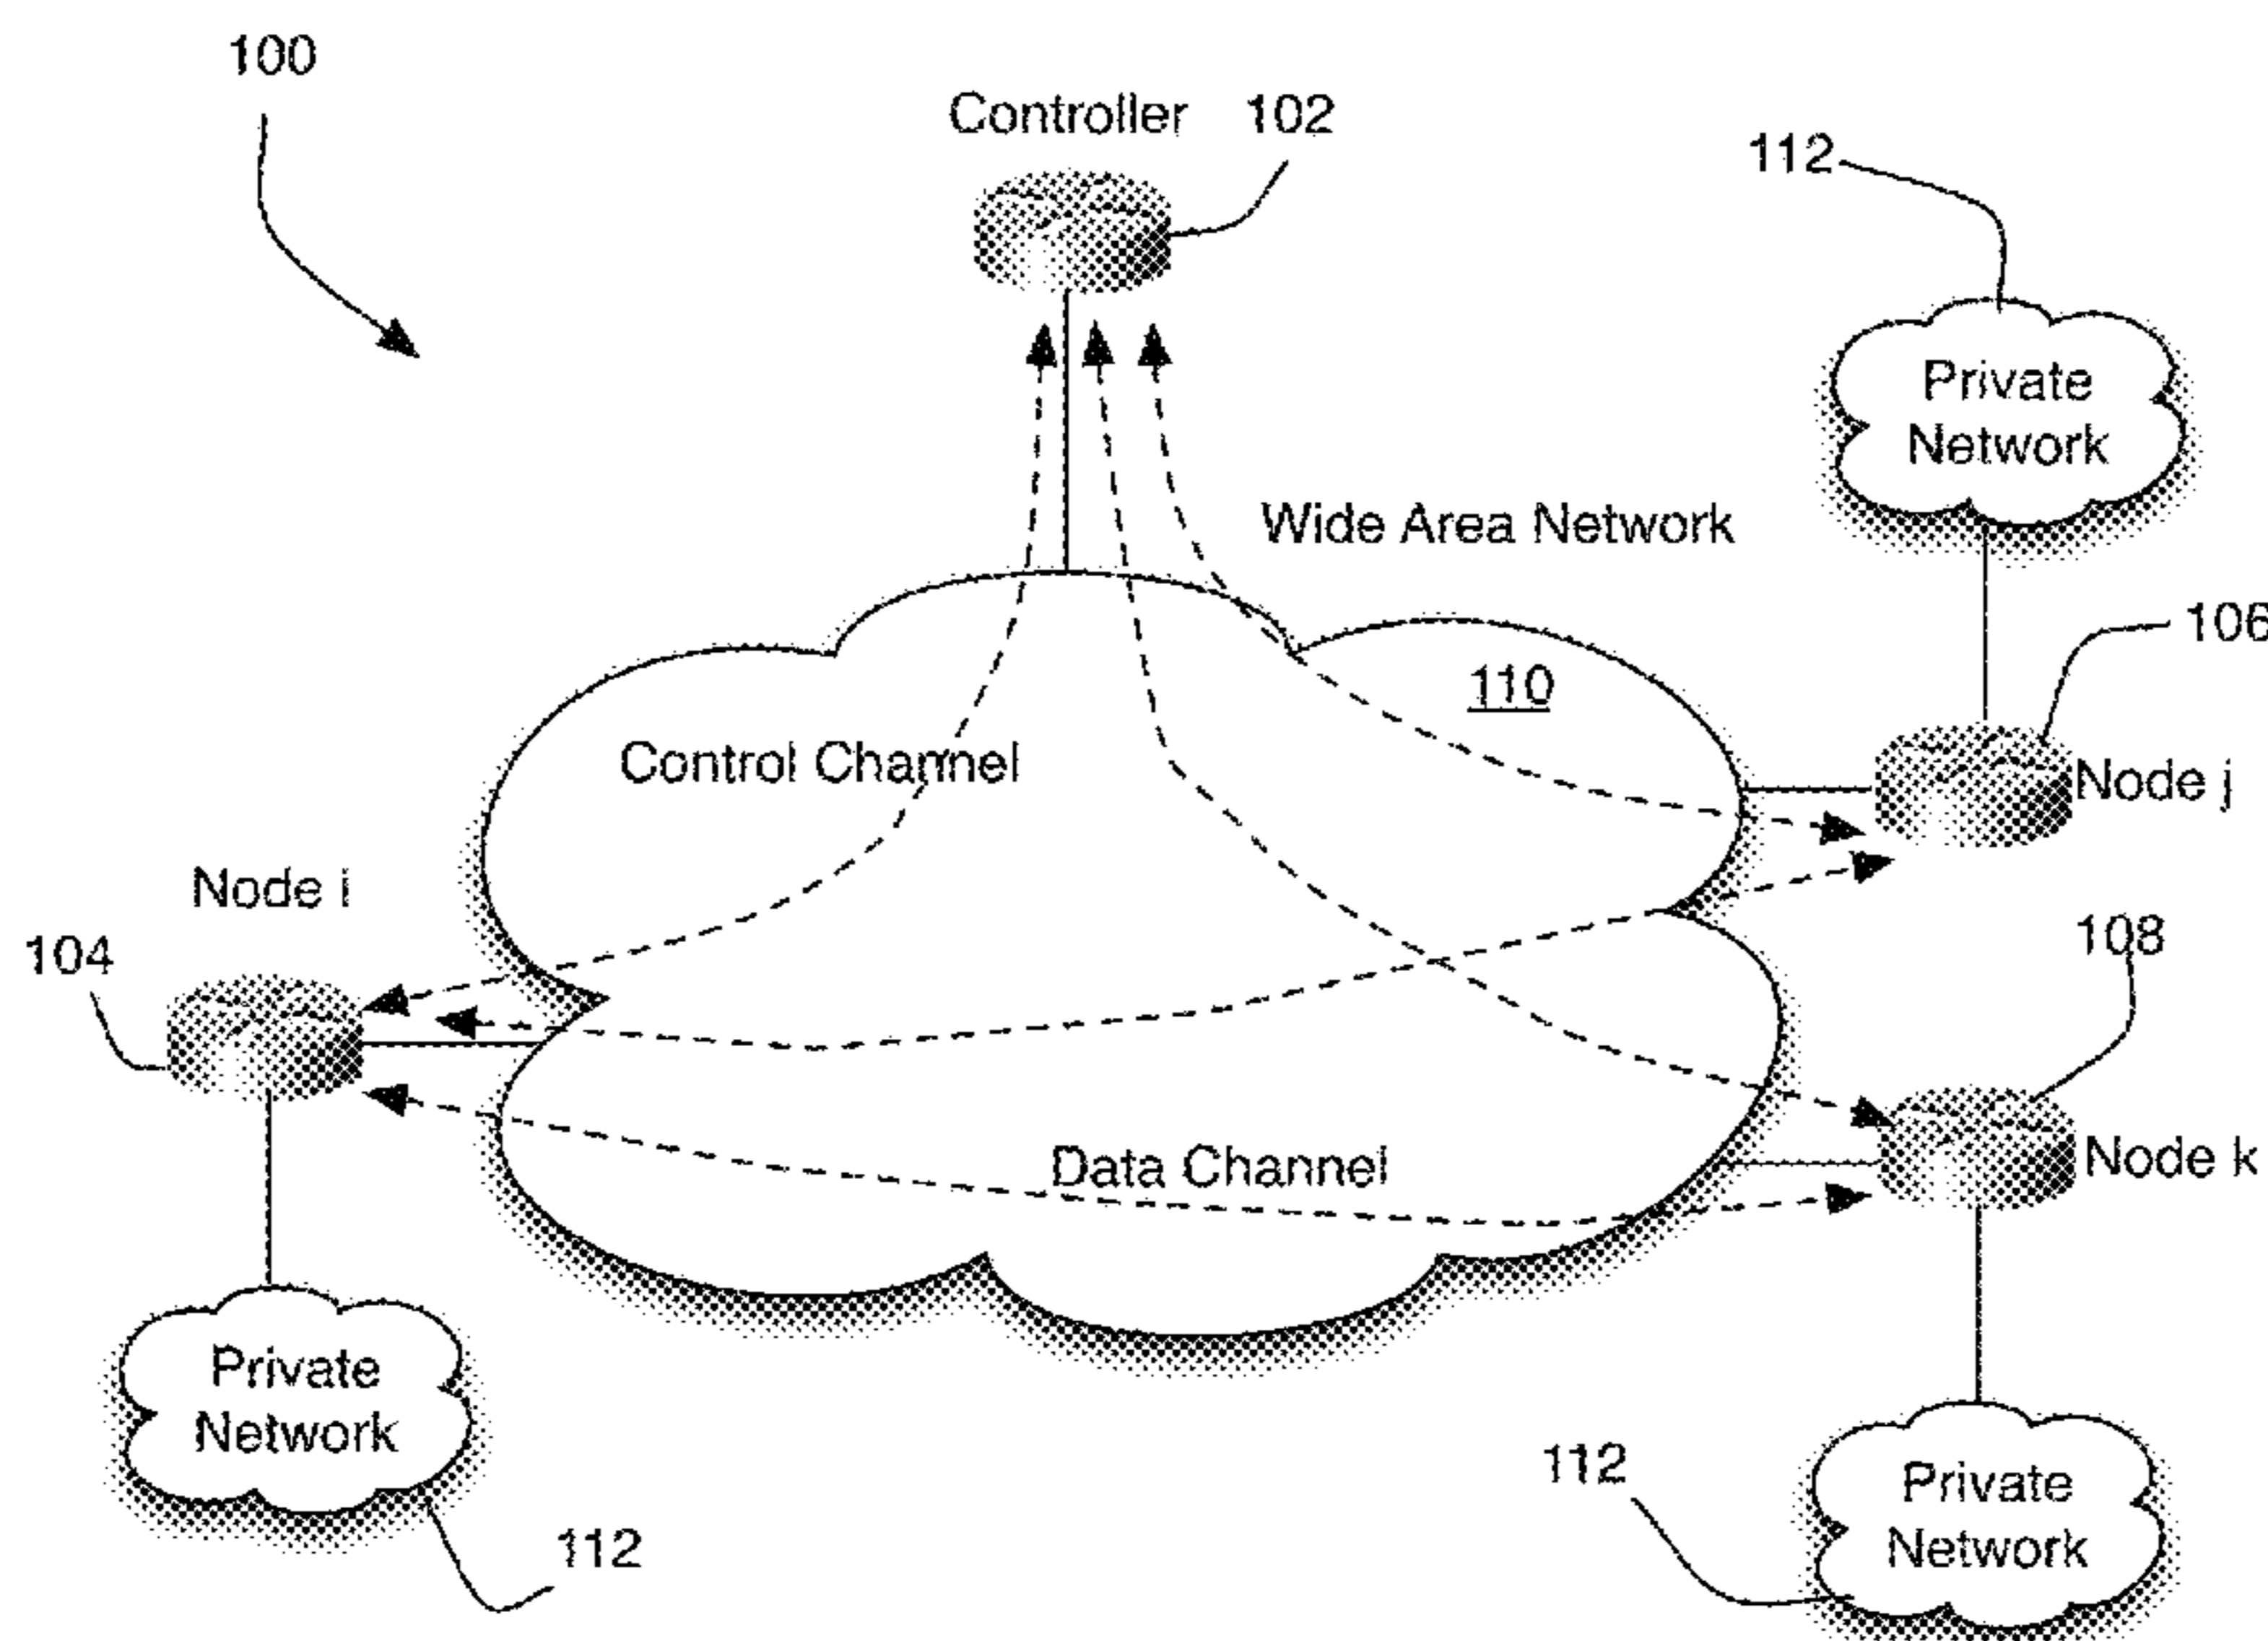 100
Controller 102
112
Private
Network
Wide Area Network
106
110
Control Channel
Node j
Node i
104
108
Data Channel
Node k
Private
Network
112
112
Private
Network